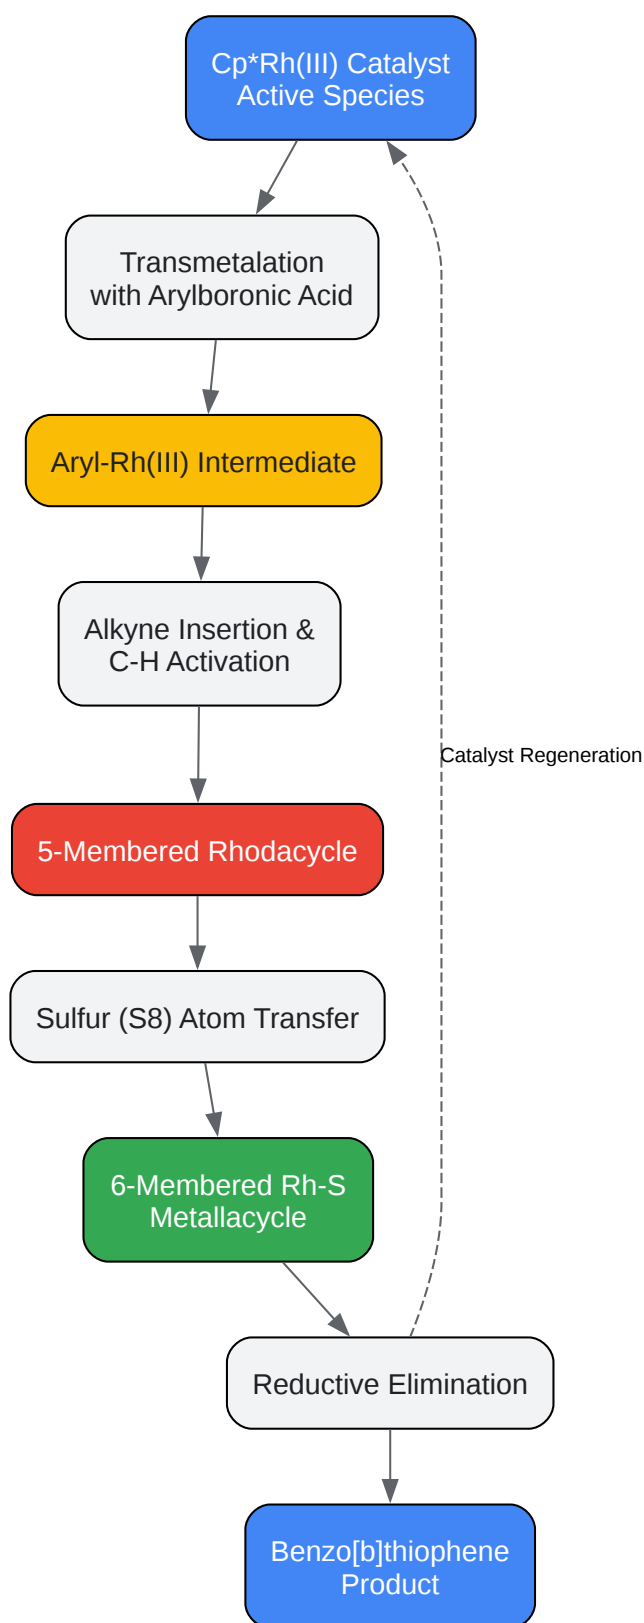 Cp*Rh(III) Catalyst
Active Species
Transmetalation
with Arylboronic Acid
Aryl-Rh(III) Intermediate
Alkyne Insertion &
C-H Activation
Catalyst Regeneration
5-Membered Rhodacycle
Sulfur (S8) Atom Transfer
6-Membered Rh-S
Metallacycle
Reductive Elimination
Benzo[b]thiophene
Product